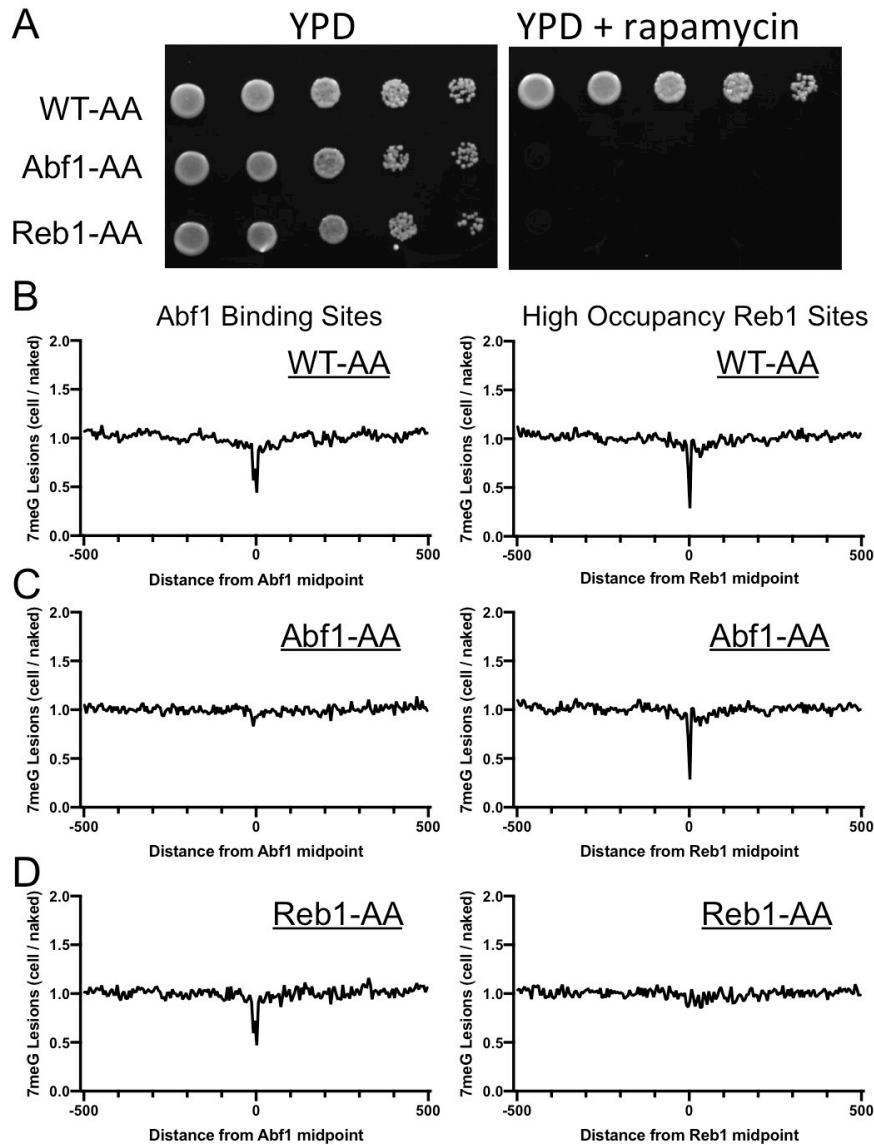 A
YPD
YPD + rapamycin
WT-AA
Abf1-AA
Reb1-AA
B
Abf1 Binding Sites
High Occupancy Reb1 Sites
WT-AA
7meG Lesions (cell / naked)
2.0
1.5
1.0
0.5
0.0
-500
0
500
Distance from Abf1 midpoint
WT-AA
7meG Lesions (cell / naked)
2.0
1.5
1.0
0.5
0.0
-500
0
500
Distance from Reb1 midpoint
C
Abf1-AA
7meG Lesions (cell / naked)
2.0
1.5
1.0
0.5
0.0
-500
0
500
Distance from Abf1 midpoint
Abf1-AA
7meG Lesions (cell / naked)
2.0
1.5
1.0
0.5
0.0
-500
0
500
Distance from Reb1 midpoint
D
Reb1-AA
7meG Lesions (cell / naked)
2.0
1.5
1.0
0.5
0.0
-500
0
500
Distance from Abf1 midpoint
Reb1-AA
7meG Lesions (cell / naked)
2.0
1.5
1.0
0.5
0.0
-500
0
500
Distance from Reb1 midpoint